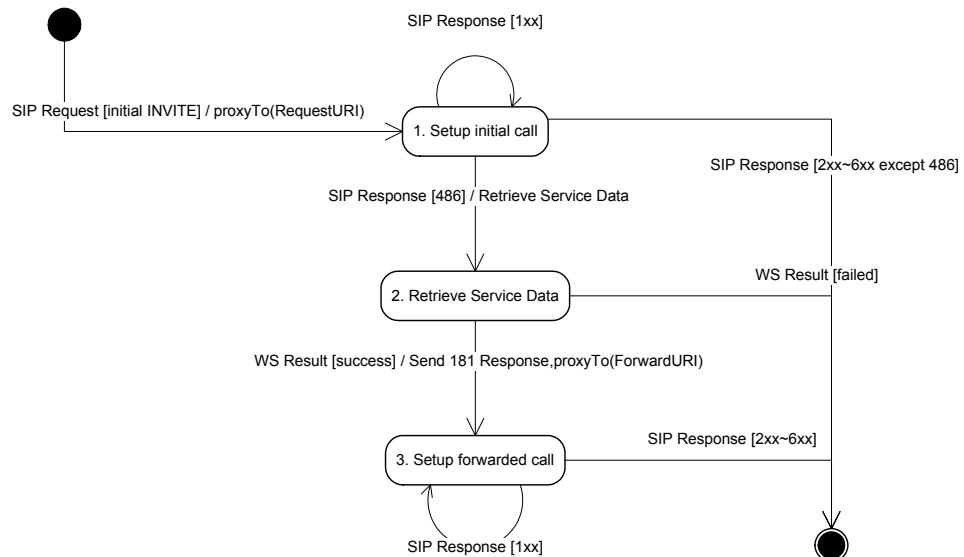 SIP Response [1xx]
SIP Request [initial INVITE] / proxyTo(RequestURI)
1. Setup initial call
SIP Response [2xx~6xx except 486]
SIP Response [486] / Retrieve Service Data
WS Result [failed]
2. Retrieve Service Data
WS Result [success] / Send 181 Response,proxyTo(ForwardURI)
SIP Response [2xx~6xx]
3. Setup forwarded call
SIP Response [1xx]